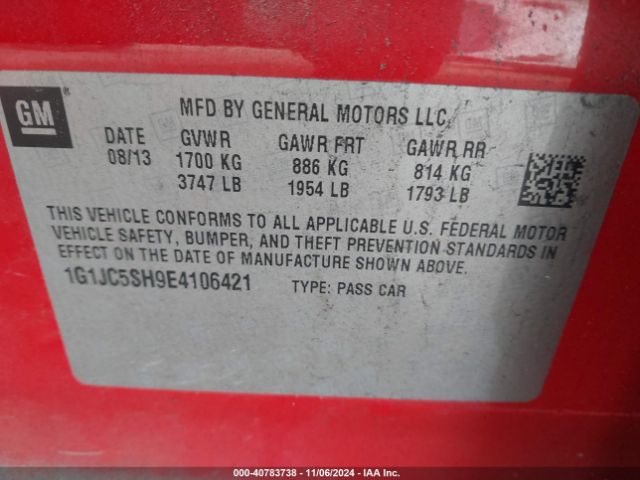 GM
MFD BY GENERAL MOTORS LLC.
DATE GVWR GAWR FRT GAWR RR
08/13 1700 KG 886 KG 814 KG
3747 LB 1954 LB 1793 LB
THIS VEHICLE CONFORMS TO ALL APPLICABLE U.S. FEDERAL MOTOR
VEHICLE SAFETY, BUMPER, AND THEFT PREVENTION STANDARDS IN
EFFECT ON THE DATE OF MANUFACTURE SHOWN ABOVE.
1G1JC5SH9E4106421 TYPE: PASS CAR
000-40783738 - 11/06/2024 - IAA Inc.